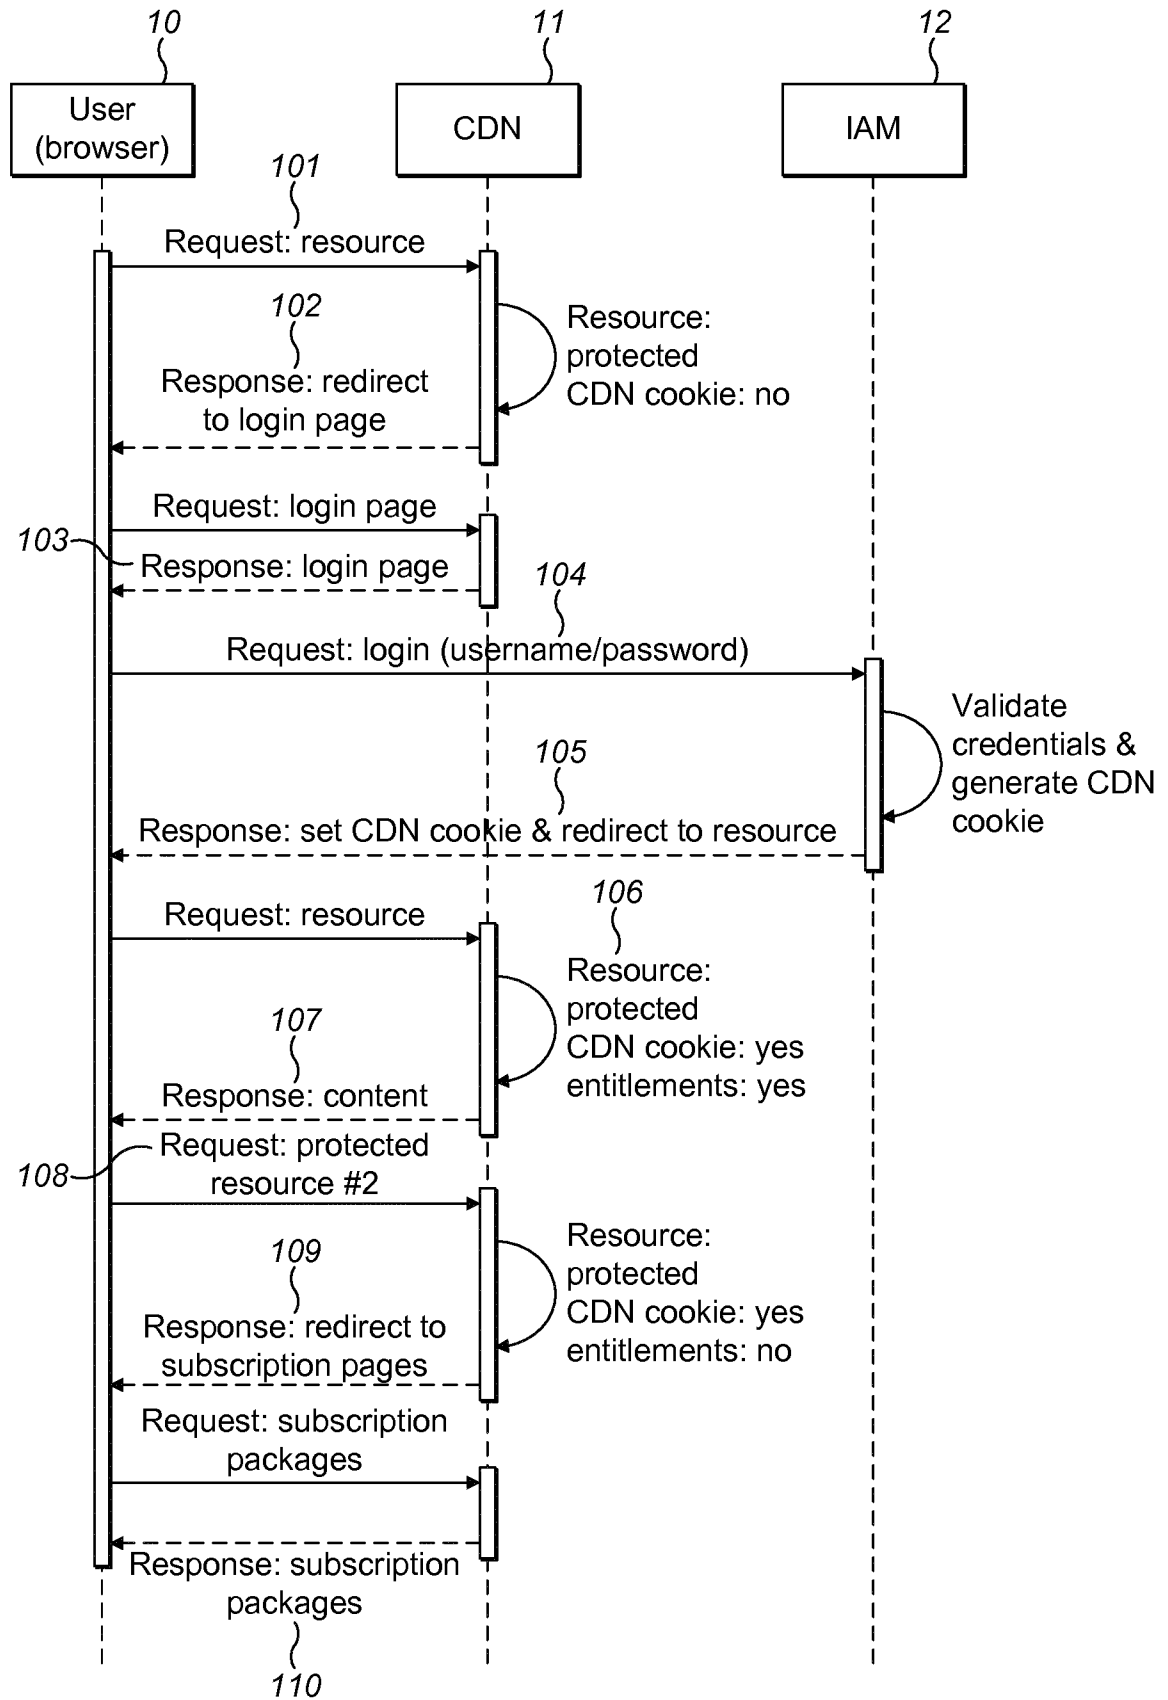 10
11
12
User
(browser)
CDN
IAM
101
Request: resource
102
Resource:
protected
CDN cookie: no
Response: redirect
to login page
Request: login page
103
Response: login page
104
Request: login (username/password)
Validate
credentials &
generate CDN
cookie
105
Response: set CDN cookie & redirect to resource
106
Request: resource
Resource:
protected
CDN cookie: yes
entitlements: yes
107
Response: content
108
Request: protected
resource #2
Resource:
protected
CDN cookie: yes
entitlements: no
109
Response: redirect to
subscription pages
Request: subscription
packages
Response: subscription
packages
110